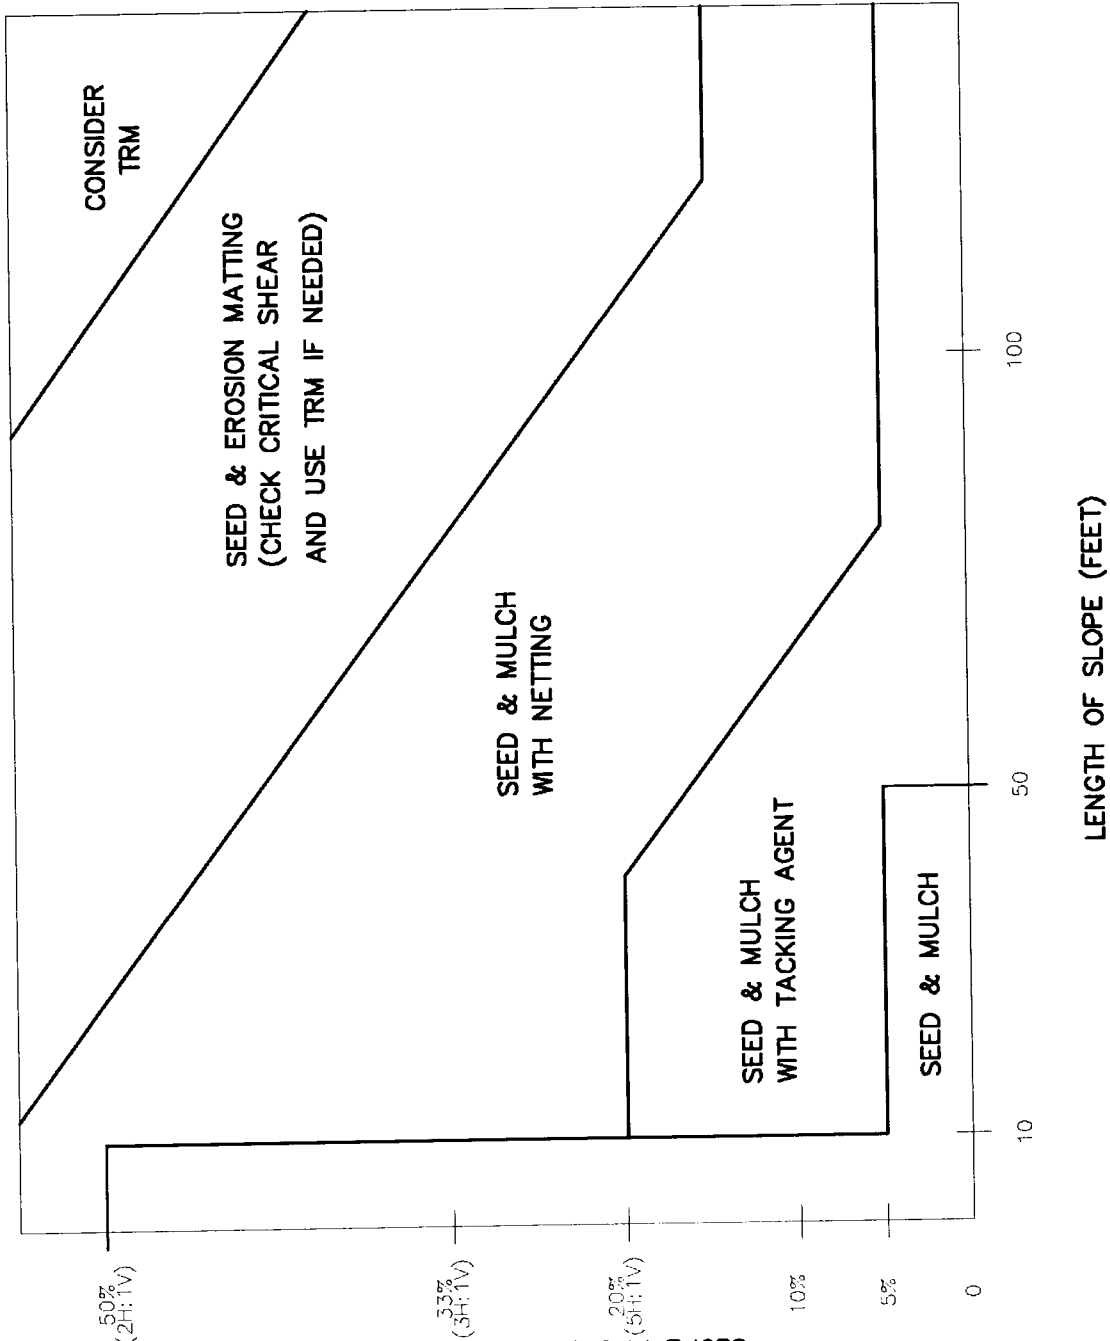 CONSIDER
TRM
SEED & EROSION MATTING
(CHECK CRITICAL SHEAR
AND USE TRM IF NEEDED)
SEED & MULCH
WITH NETTING
SEED & MULCH
WITH TACKING AGENT
SEED & MULCH
50%
(2H:1V)
33%
(3H:1V)
20%
(5H:1V)
10%
5%
0
10
50
100
LENGTH OF SLOPE (FEET)